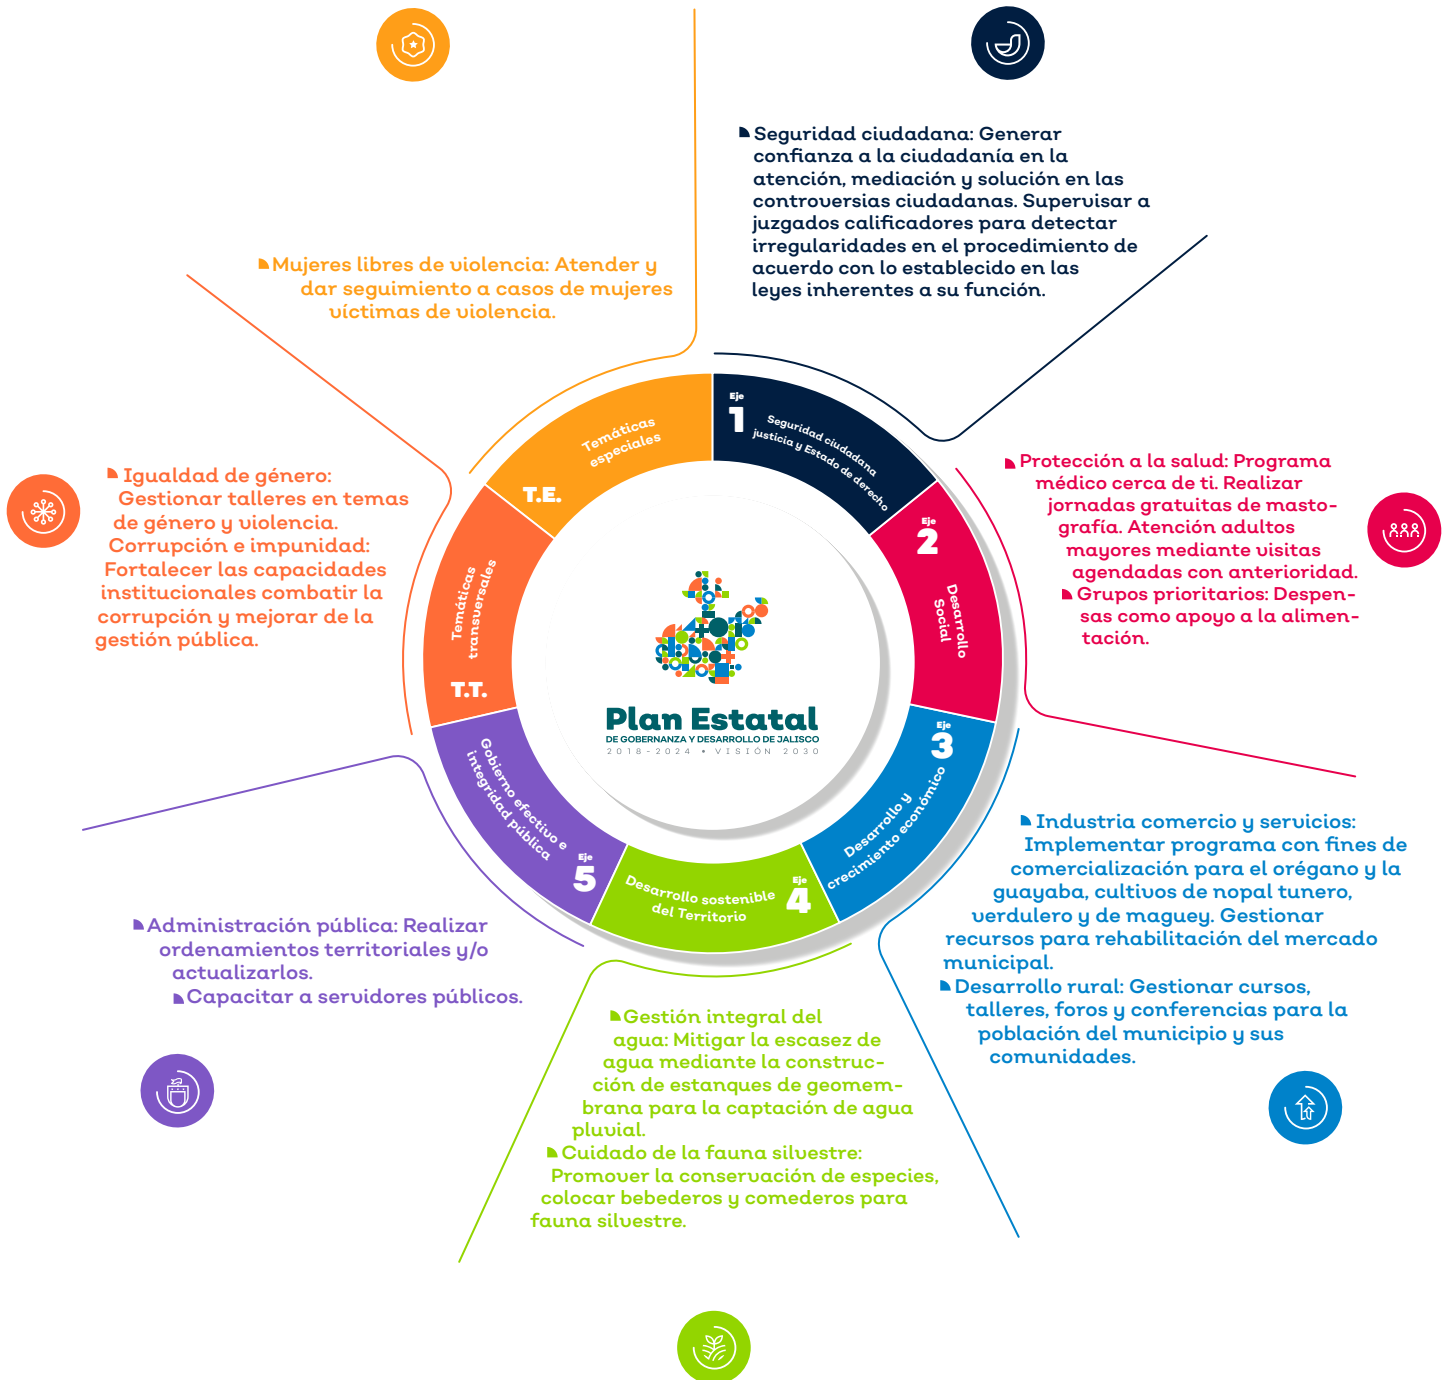 Seguridad ciudadana: Generar
confianza a la ciudadanía en la
atención, mediación y solución en las
controversias ciudadanas. Supervisar a
juzgados calificadores para detectar
irregularidades en el procedimiento de
acuerdo con lo establecido en las
leyes inherentes a su función.
Mujeres libres de violencia: Atender y
dar seguimiento a casos de mujeres
víctimas de violencia.
Eje
1
Seguridad ciudadana
justicia y Estado de derecho
Temáticas
especiales
T.E.
Igualdad de género:
Gestionar talleres en temas
de género y violencia.
Corrupción e impunidad:
Fortalecer las capacidades
institucionales combatir la
corrupción y mejorar de la
gestión pública.
Temáticas
transversales
T.T.
Eje
2
Desarrollo
Social
Protección a la salud: Programa
médico cerca de ti. Realizar
jornadas gratuitas de masto-
grafía. Atención adultos
mayores mediante visitas
agendadas con anterioridad.
Grupos prioritarios: Despen-
sas como apoyo a la alimen-
tación.
Plan Estatal
DE GOBERNANZA Y DESARROLLO DE JALISCO
2018-2024 • VISIÓN 2030
Eje
3
Desarrollo y
crecimiento económico
Gobierno efectivo e
integridad pública
Eje
5
Desarrollo sostenible
del Territorio
Eje
4
Industria comercio y servicios:
Implementar programa con fines de
comercialización para el orégano y la
guayaba, cultivos de nopal tunero,
verdulero y de maguey. Gestionar
recursos para rehabilitación del mercado
municipal.
Desarrollo rural: Gestionar cursos,
talleres, foros y conferencias para la
población del municipio y sus
comunidades.
Administración pública: Realizar
ordenamientos territoriales y/o
actualizarlos.
Capacitar a servidores públicos.
Gestión integral del
agua: Mitigar la escasez de
agua mediante la construc-
ción de estanques de geomem-
brana para la captación de agua
pluvial.
Cuidado de la fauna silvestre:
Promover la conservación de especies,
colocar bebederos y comederos para
fauna silvestre.